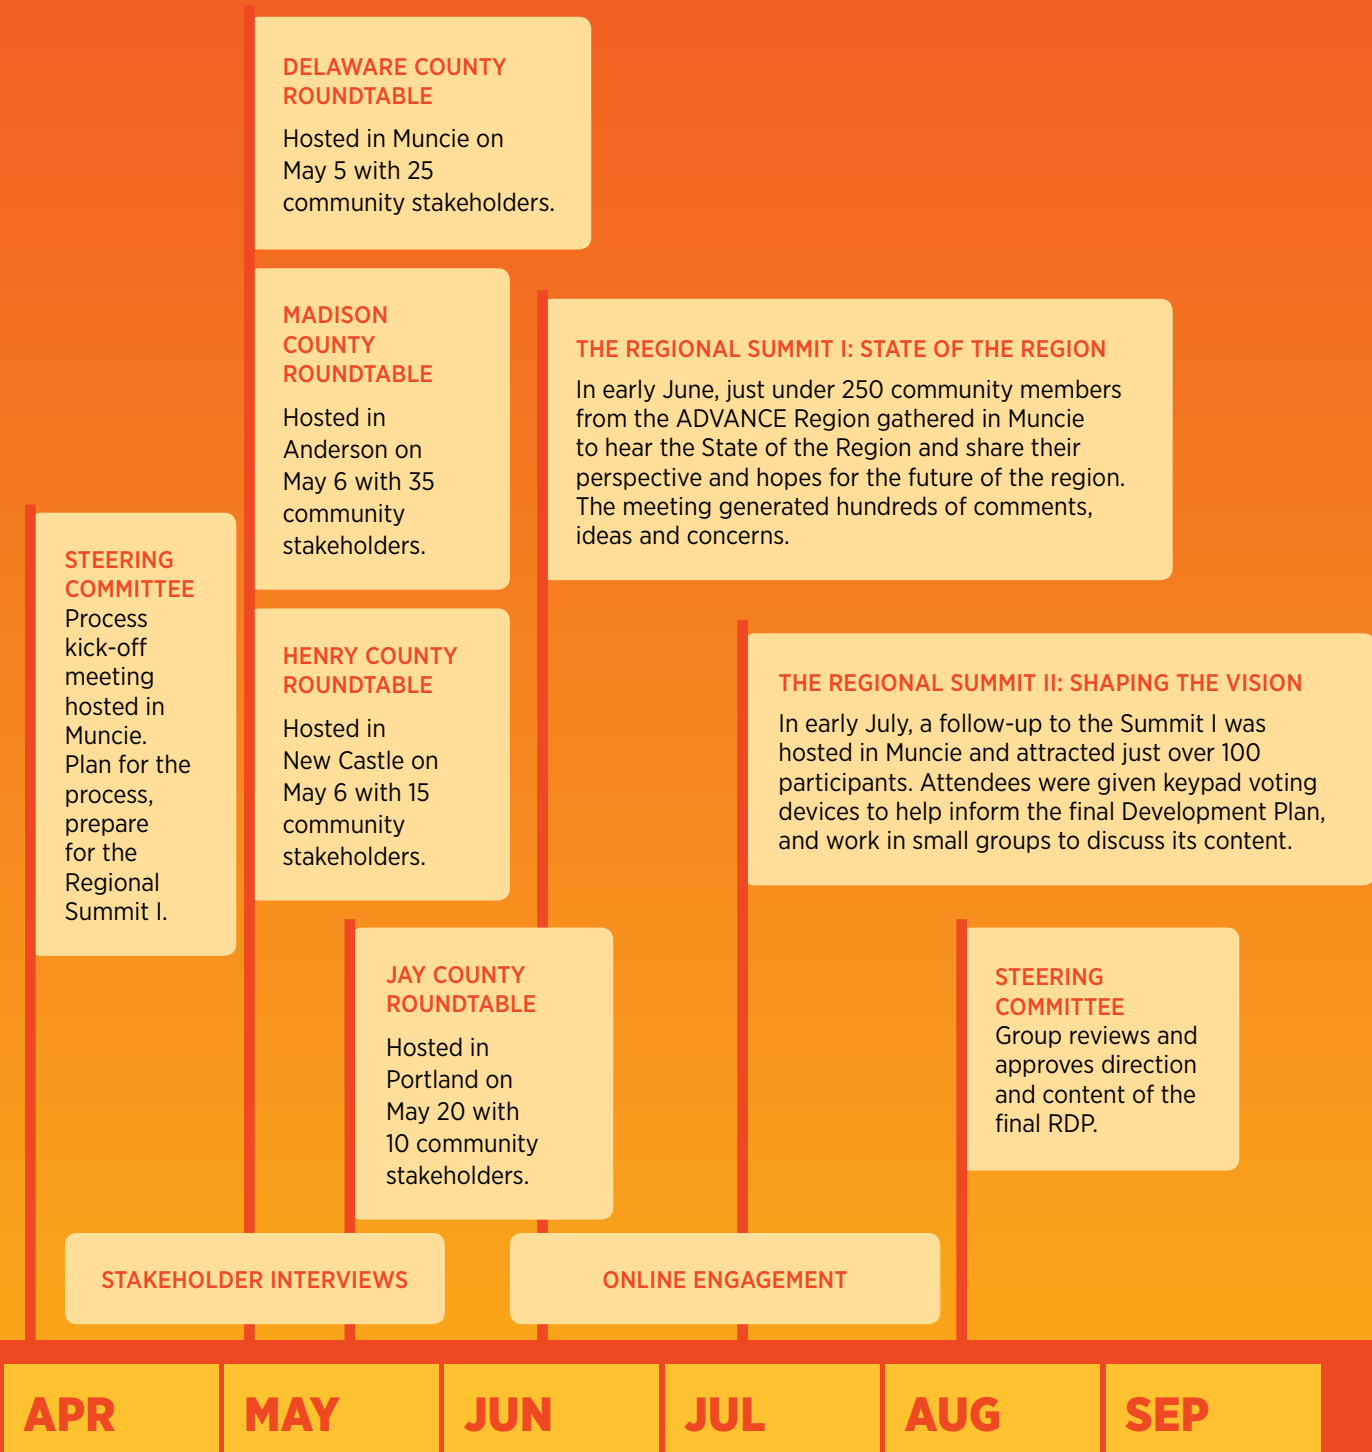 DELAWARE COUNTY
ROUNDTABLE
Hosted in Muncie on
May 5 with 25
community stakeholders.
MADISON
COUNTY
ROUNDTABLE
Hosted in
Anderson on
May 6 with 35
community
stakeholders.
THE REGIONAL SUMMIT I: STATE OF THE REGION
In early June, just under 250 community members
from the ADVANCE Region gathered in Muncie
to hear the State of the Region and share their
perspective and hopes for the future of the region.
The meeting generated hundreds of comments,
ideas and concerns.
STEERING
COMMITTEE
Process
kick-off
meeting
hosted in
Muncie.
Plan for the
process,
prepare
for the
Regional
Summit I.
HENRY COUNTY
ROUNDTABLE
Hosted in
New Castle on
May 6 with 15
community
stakeholders.
THE REGIONAL SUMMIT II: SHAPING THE VISION
In early July, a follow-up to the Summit I was
hosted in Muncie and attracted just over 100
participants. Attendees were given keypad voting
devices to help inform the final Development Plan,
and work in small groups to discuss its content.
JAY COUNTY
ROUNDTABLE
Hosted in
Portland on
May 20 with
10 community
stakeholders.
STEERING
COMMITTEE
Group reviews and
approves direction
and content of the
final RDP.
STAKEHOLDER INTERVIEWS
ONLINE ENGAGEMENT
APR
MAY
JUN
JUL
AUG
SEP